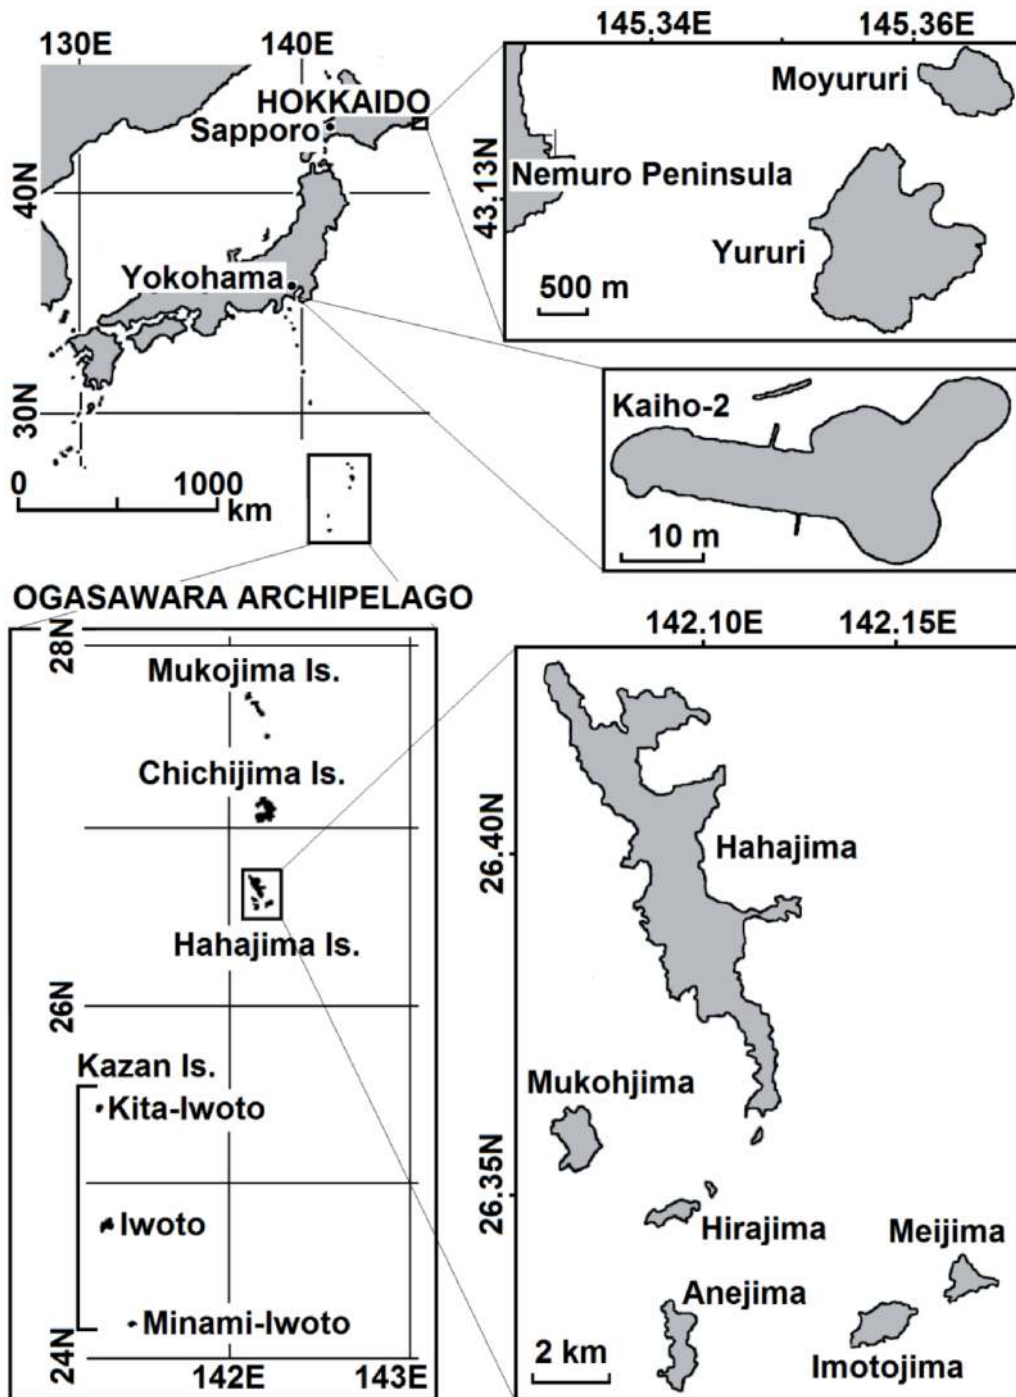 130E
140E
HOKKAIDO
Sapporo
40N
Yokohama
30N
0
1000
km
145.34E
145.36E
Moyururi
43.13N
Nemuro Peninsula
Yururi
500 m
Kaiho-2
10 m
OGASAWARA ARCHIPELAGO
28N
Mukojima Is.
Chichijima Is.
Hahajima Is.
26N
Kazan Is.
Kita-Iwoto
Iwoto
Minami-Iwoto
24N
142E
143E
142.10E
142.15E
26.40N
Hahajima
Mukohjima
26.35N
Hirajima
Meijima
Anejima
2 km
Imotojima